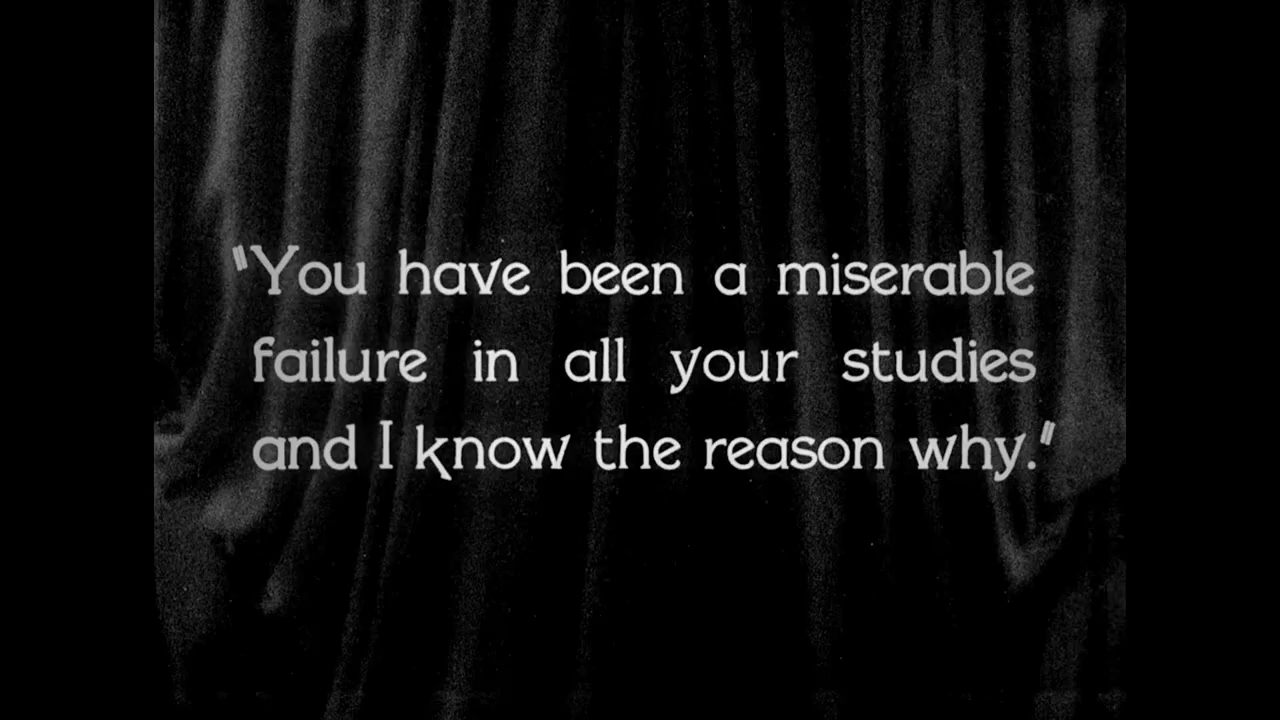 "You have been a miserable
failure in all your studies
and I know the reason why."